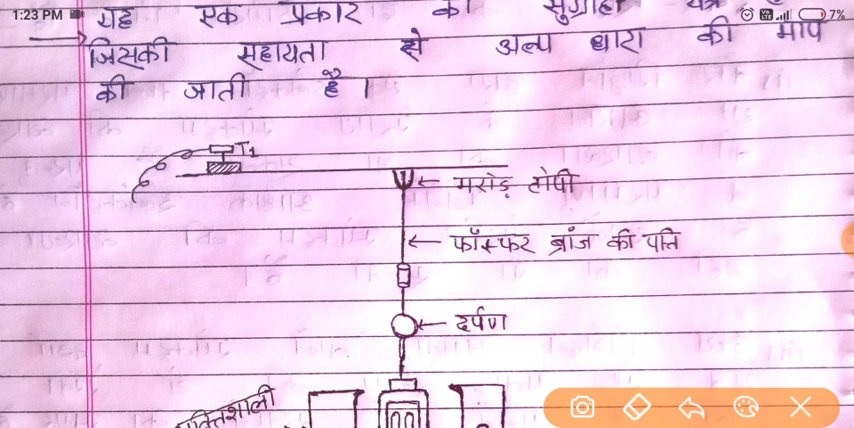 1:23 PM
7%
यह एक प्रकार का सुग्राही यंत्र है
जिसकी सहायता से अल्प धारा की माप
की जाती है ।
T1
मरोड़ टोपी
फॉस्फर ब्रांज की पति
दर्पण
शक्तिशाली